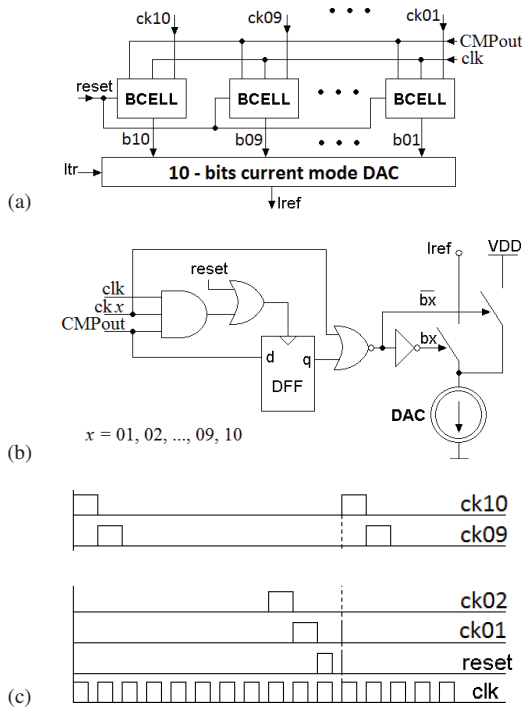 ck10 ck09 ck01
CMPout
clk
reset
BCELL BCELL BCELL
b10 b09 b01
Itr
10 - bits current mode DAC
Iref
(a)
Iref VDD
reset
clk
ck x
CMPout
bx
bx
d q
DFF
DAC
x = 01, 02, ..., 09, 10
(b)
ck10
ck09
ck02
ck01
reset
clk
(c)